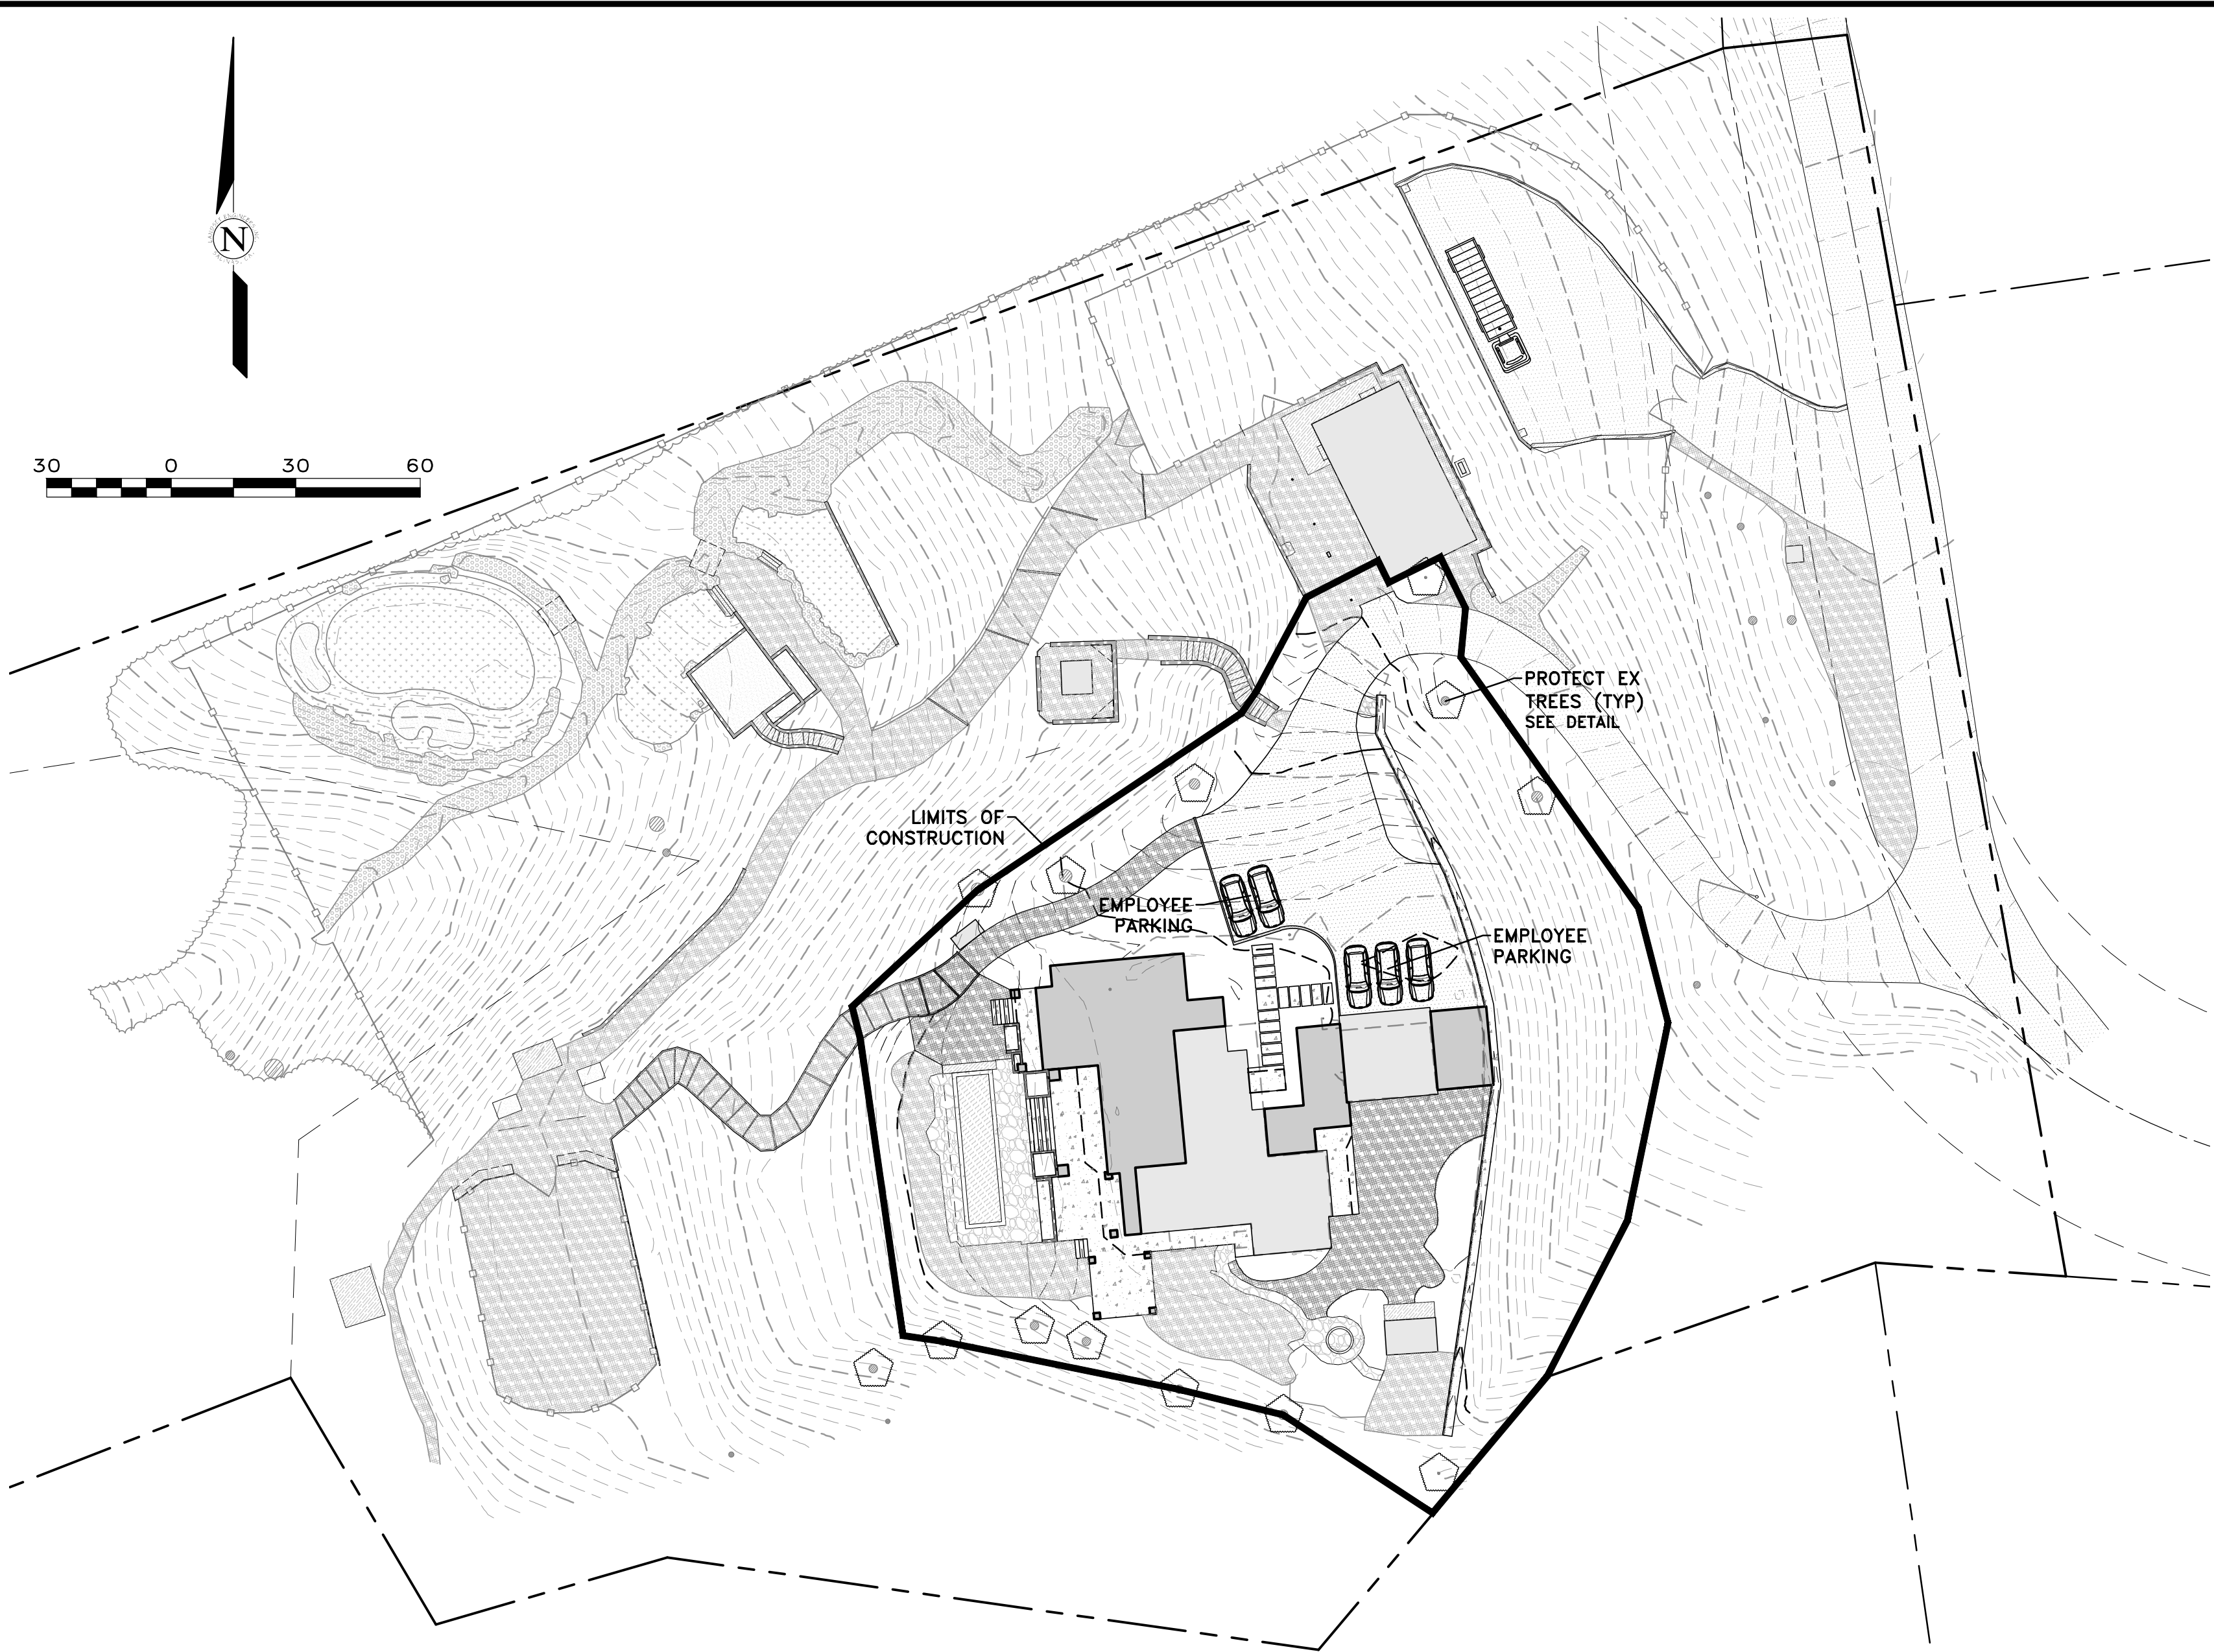 N
30 0 30 60
PROTECT EX
TREES (TYP)
SEE DETAIL
LIMITS OF
CONSTRUCTION
EMPLOYEE
PARKING
EMPLOYEE
PARKING